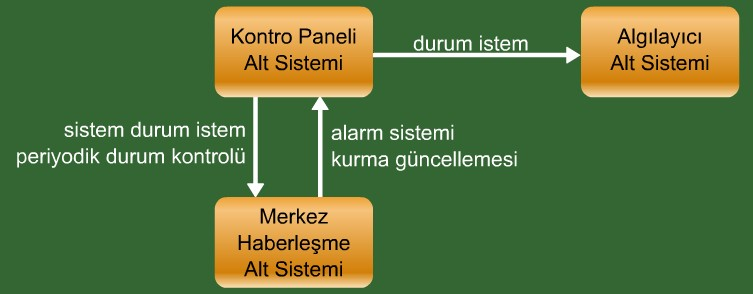 Kontro Paneli
Alt Sistemi
durum istem
Algılayıcı
Alt Sistemi
sistem durum istem
periyodik durum kontrolü
alarm sistemi
kurma güncellemesi
Merkez
Haberleşme
Alt Sistemi